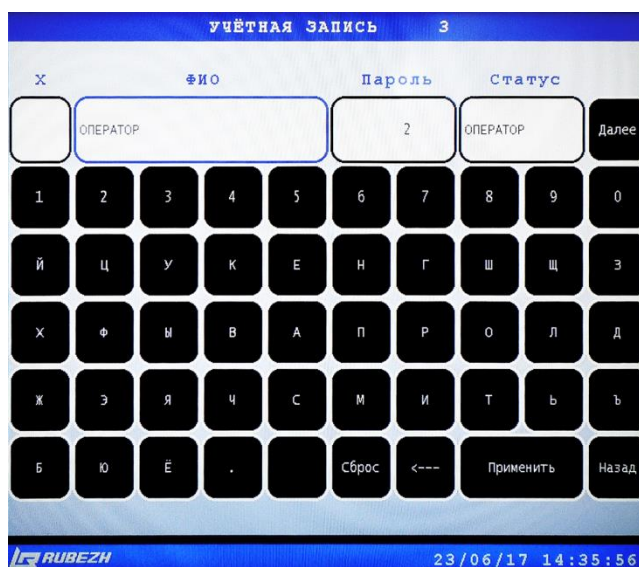 УЧЁТНАЯ ЗАПИСЬ 3
X ФИО Пароль Статус
ОПЕРАТОР 2 ОПЕРАТОР Далее
1 2 3 4 5 6 7 8 9 0
Й Ц У К Е Н Г Ш Щ З
Х Ф Ы В А П Р О Л Д
Ж Э Я Ч С М И Т Ь Ъ
Б Ю Ё . Сброс <--- Применить Назад
RUBEZH 23/06/17 14:35:56